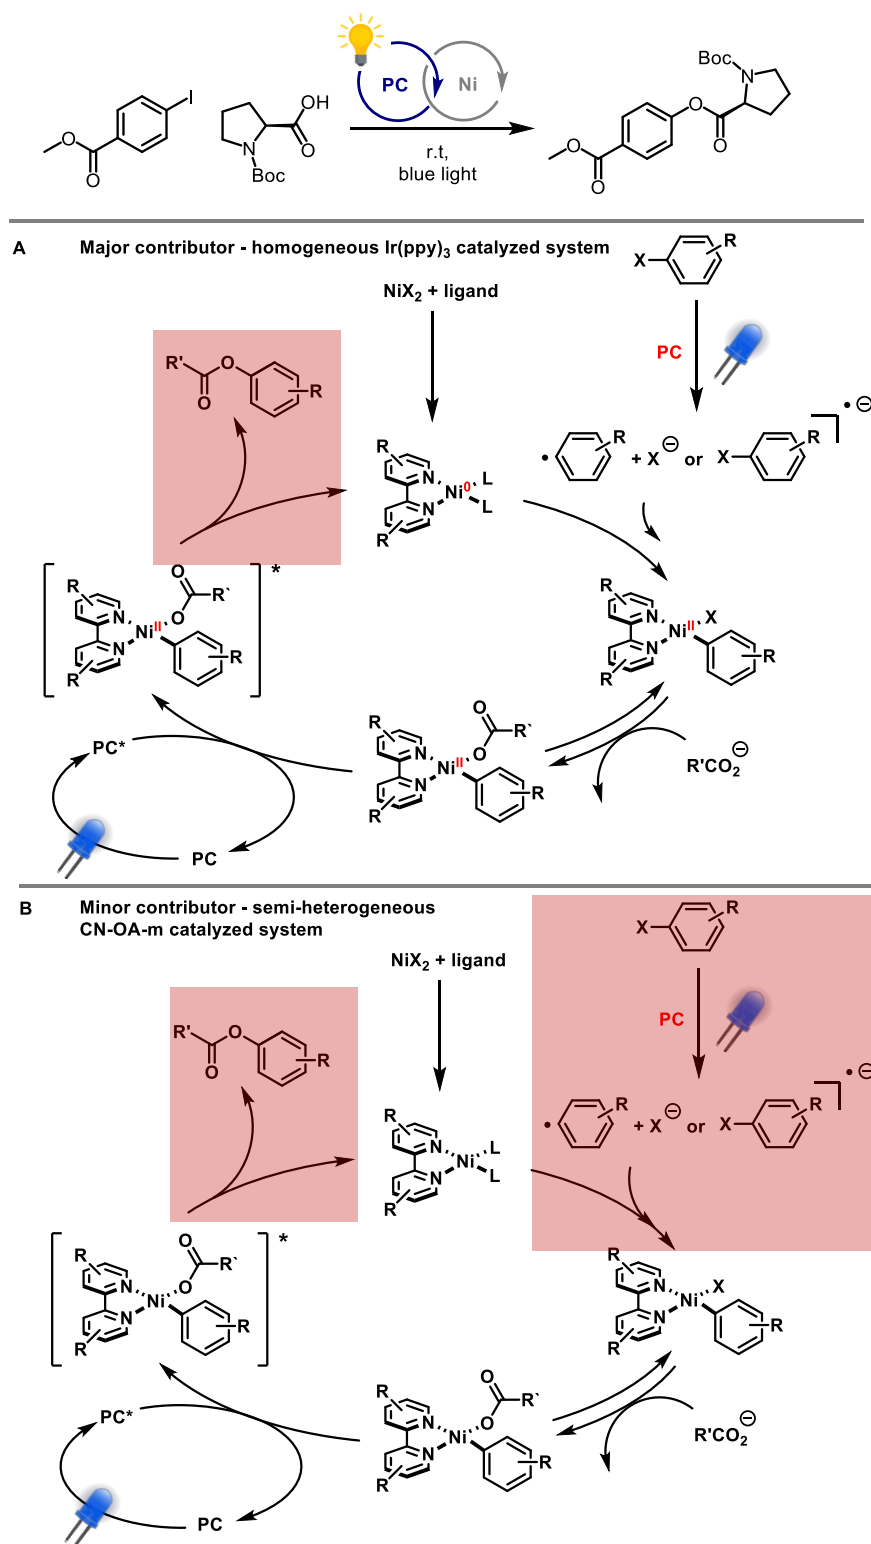 Boc
N
I
PC
Ni
OH
O
O
O
O
O
N
Boc
r.t,
blue light
O
O
O
A Major contributor - homogeneous Ir(ppy)3 catalyzed system
X R
NiX2 + ligand
PC
R' O
O R
R R
• + X⊖ or X •⊖
R
N L
Ni0
N L
R
*
R O
N R`
NiII O
N
R R
R
N X
NiII
N
R R
O
R R`
N O
NiII
N
R R
PC*
R'CO2⊖
PC
B Minor contributor - semi-heterogeneous
CN-OA-m catalyzed system
X R
NiX2 + ligand
PC
R' O
O R
R R
• + X⊖ or X •⊖
R
N L
Ni
N L
R
*
R O
N R`
Ni O
N
R R
R
N X
Ni
N
R R
O
R R`
N O
Ni
N
R R
PC*
R'CO2⊖
PC